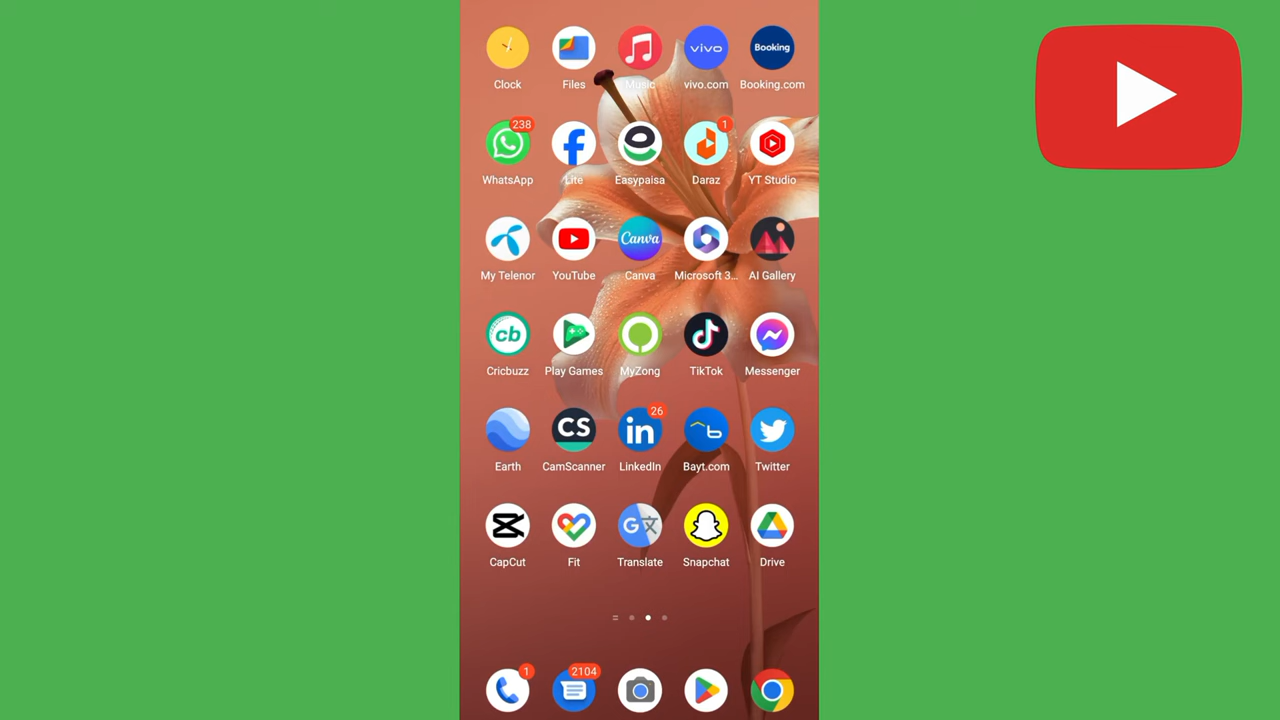 Clock Files Music vivo.com Booking.com
vivo Booking
238 1
WhatsApp Lite Easypaisa Daraz YT Studio
Canva
My Telenor YouTube Canva Microsoft 3... AI Gallery
cb
Cricbuzz Play Games MyZong TikTok Messenger
CS in 26 b
Earth CamScanner LinkedIn Bayt.com Twitter
G 文
CapCut Fit Translate Snapchat Drive
1 2104